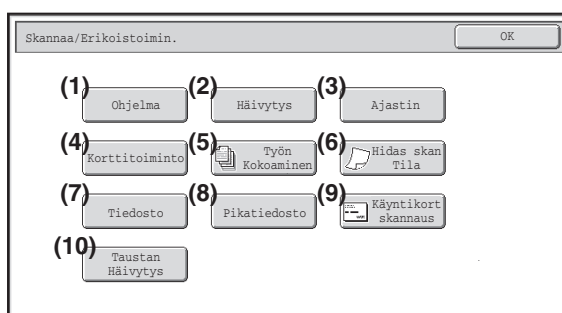 Skannaa/Erikoistoimin.
OK
(1) Ohjelma
(2) Häivytys
(3) Ajastin
(4) Korttitoiminto
(5) Työn
Kokoaminen
(6) Hidas skan
Tila
(7) Tiedosto
(8) Pikatiedosto
(9) Käyntikort
skannaus
(10) Taustan
Häivytys